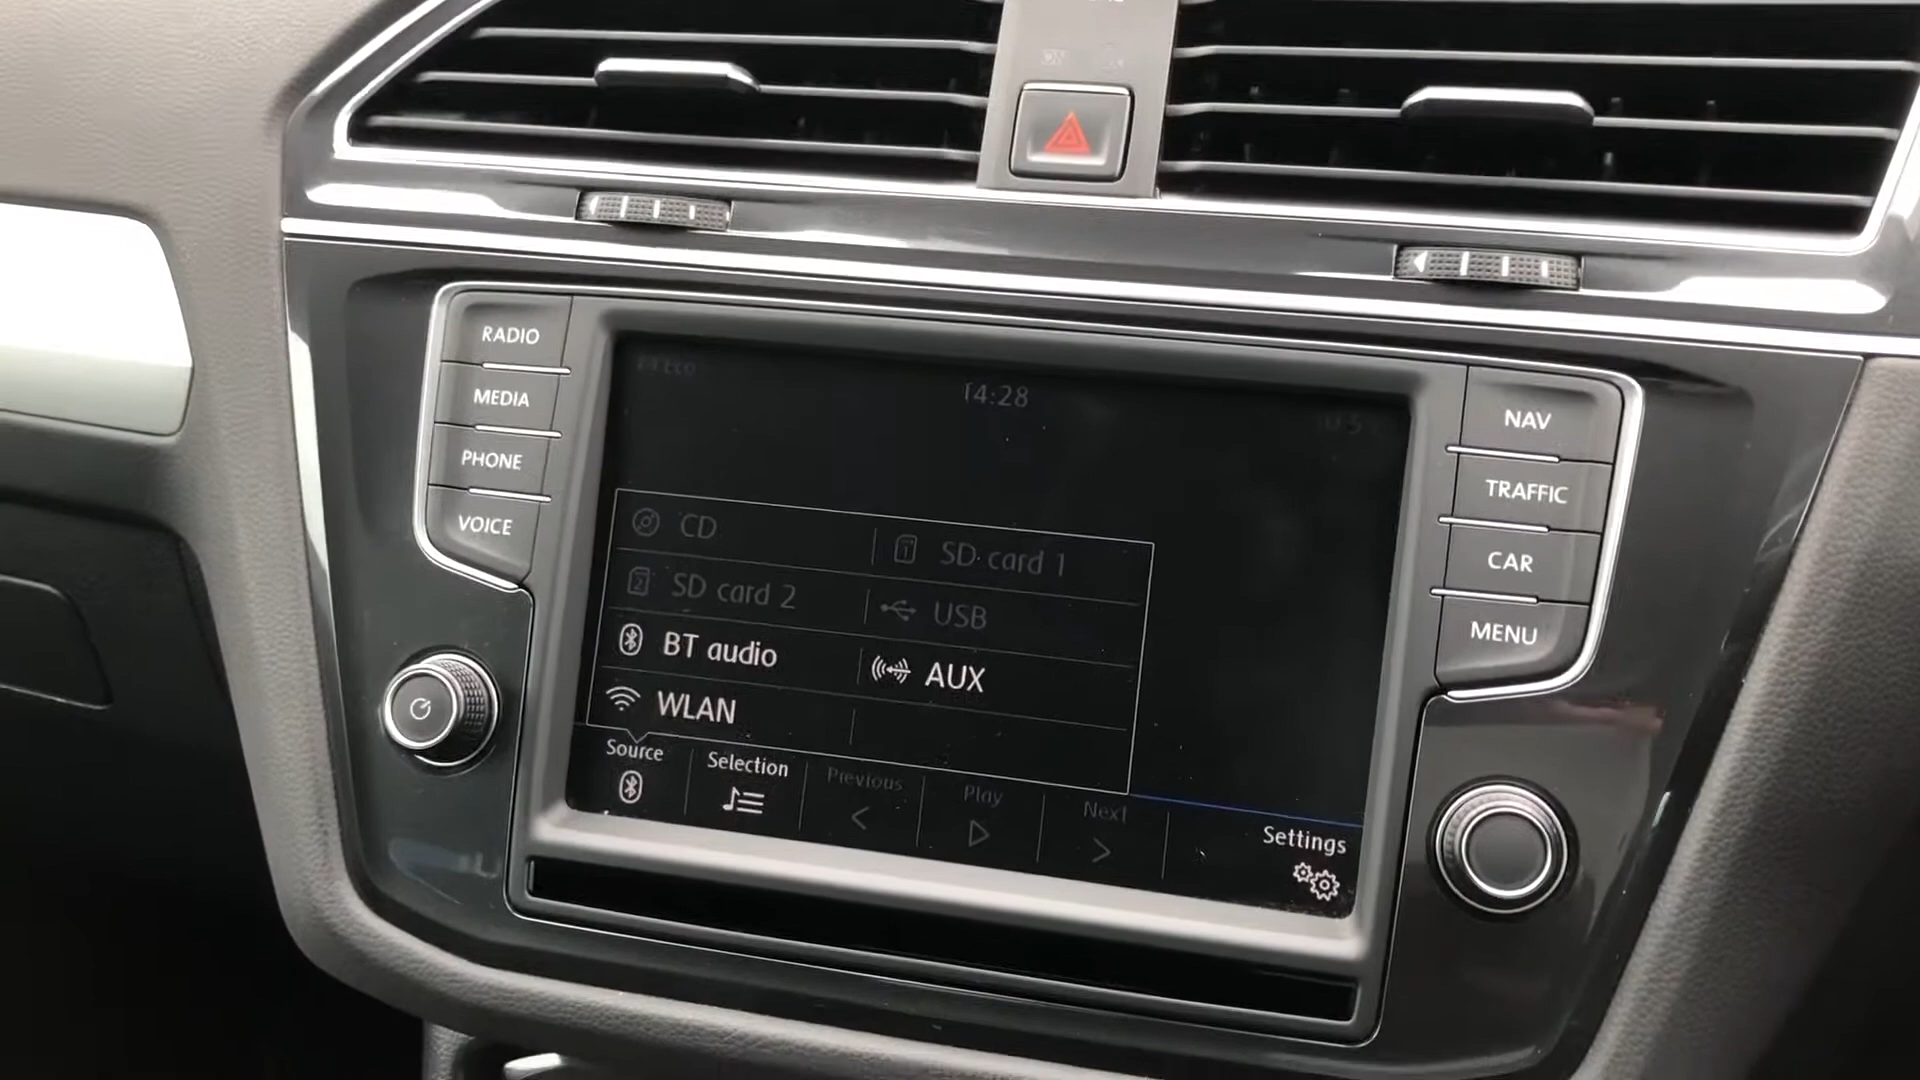 RADIO
MEDIA
PHONE
VOICE
14:28
CD
SD card 1
SD card 2
USB
BT audio
AUX
WLAN
Source
Selection
Previous
Play
Next
Settings
NAV
TRAFFIC
CAR
MENU